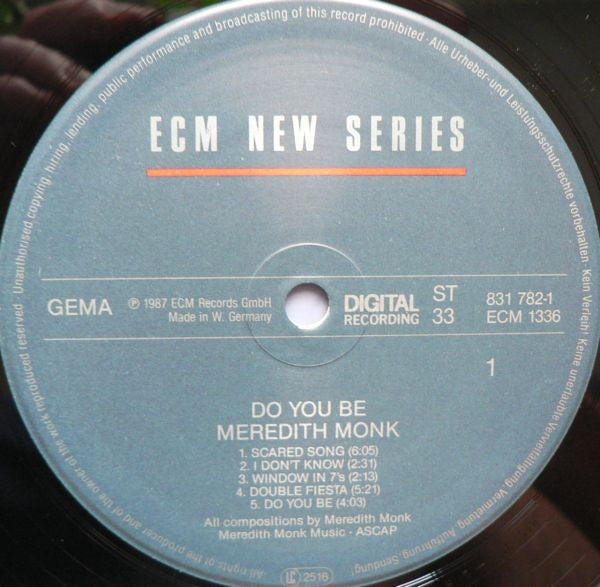 All rights of the producer and of the owner of the work reproduced reserved · Unauthorised copying, hiring, lending, public performance and broadcasting of this record prohibited · Alle Urheber- und Leistungsschutzrechte vorbehalten · Kein Verleih! Keine unerlaubte Vervielfältigung, Vermietung, Aufführung, Sendung!
ECM NEW SERIES
GEMA
℗ 1987 ECM Records GmbH
Made in W. Germany
DIGITAL
RECORDING
ST
33
831 782-1
ECM 1336
1
DO YOU BE
MEREDITH MONK
1. SCARED SONG (6:05)
2. I DON'T KNOW (2:31)
3. WINDOW IN 7's (2:13)
4. DOUBLE FIESTA (5:21)
5. DO YOU BE (4:03)
All compositions by Meredith Monk
Meredith Monk Music - ASCAP
LC 2516